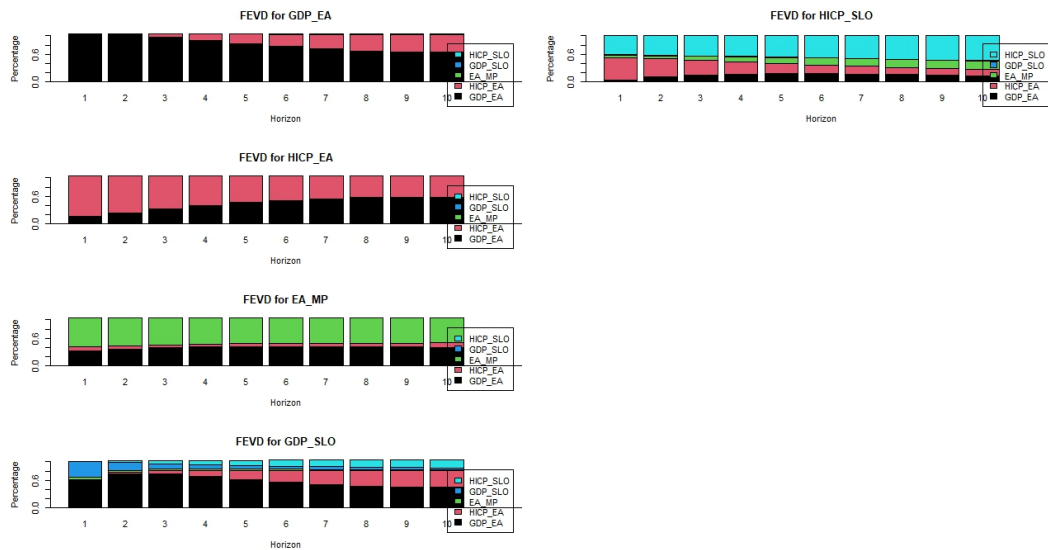 FEVD for GDP_EA
Percentage
0.0 0.6
HICP_SLO
GDP_SLO
EA_MP
HICP_EA
GDP_EA
1 2 3 4 5 6 7 8 9 10
Horizon
FEVD for HICP_EA
Percentage
0.0 0.6
HICP_SLO
GDP_SLO
EA_MP
HICP_EA
GDP_EA
1 2 3 4 5 6 7 8 9 10
Horizon
FEVD for EA_MP
Percentage
0.0 0.6
HICP_SLO
GDP_SLO
EA_MP
HICP_EA
GDP_EA
1 2 3 4 5 6 7 8 9 10
Horizon
FEVD for GDP_SLO
Percentage
0.0 0.6
HICP_SLO
GDP_SLO
EA_MP
HICP_EA
GDP_EA
1 2 3 4 5 6 7 8 9 10
Horizon
FEVD for HICP_SLO
Percentage
0.0 0.6
HICP_SLO
GDP_SLO
EA_MP
HICP_EA
GDP_EA
1 2 3 4 5 6 7 8 9 10
Horizon